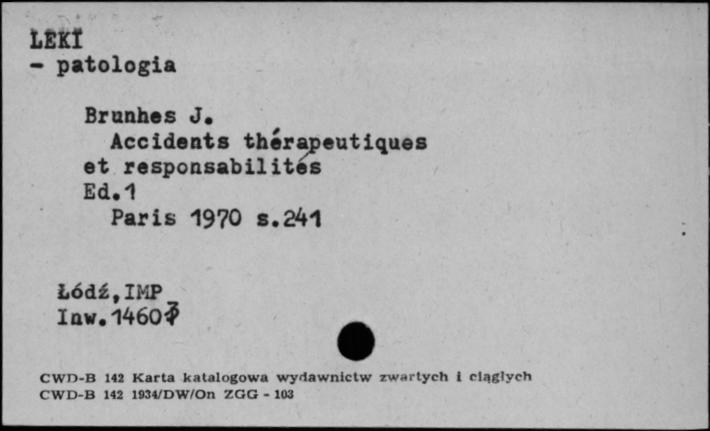 LEKI
- patologia
Brunhes J.
Accidents thérapeutiques
et responsabilités
Ed.1
Paris 1970 s.241
Łódź,IMP
Inw.14603
CWD-B 142 Karta katalogowa wydawnictw zwartych i ciągłych
CWD-B 142 1934/DW/On ZGG - 103